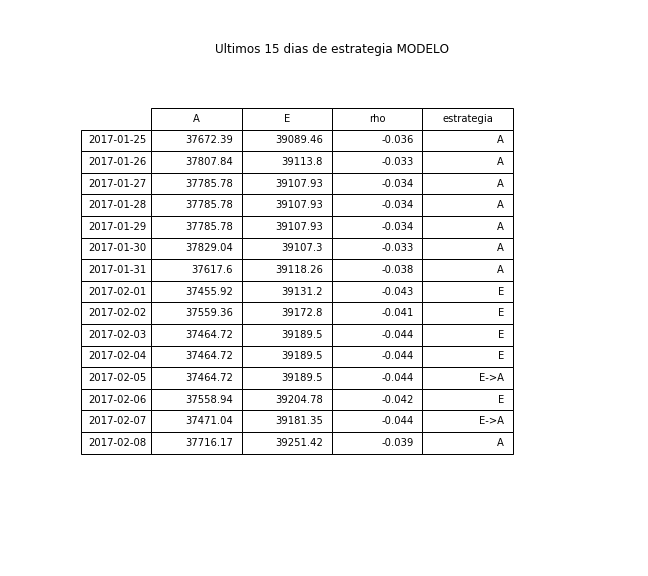 Ultimos 15 dias de estrategia MODELO
A E rho estrategia
2017-01-25 37672.39 39089.46 -0.036 A
2017-01-26 37807.84 39113.8 -0.033 A
2017-01-27 37785.78 39107.93 -0.034 A
2017-01-28 37785.78 39107.93 -0.034 A
2017-01-29 37785.78 39107.93 -0.034 A
2017-01-30 37829.04 39107.3 -0.033 A
2017-01-31 37617.6 39118.26 -0.038 A
2017-02-01 37455.92 39131.2 -0.043 E
2017-02-02 37559.36 39172.8 -0.041 E
2017-02-03 37464.72 39189.5 -0.044 E
2017-02-04 37464.72 39189.5 -0.044 E
2017-02-05 37464.72 39189.5 -0.044 E->A
2017-02-06 37558.94 39204.78 -0.042 E
2017-02-07 37471.04 39181.35 -0.044 E->A
2017-02-08 37716.17 39251.42 -0.039 A